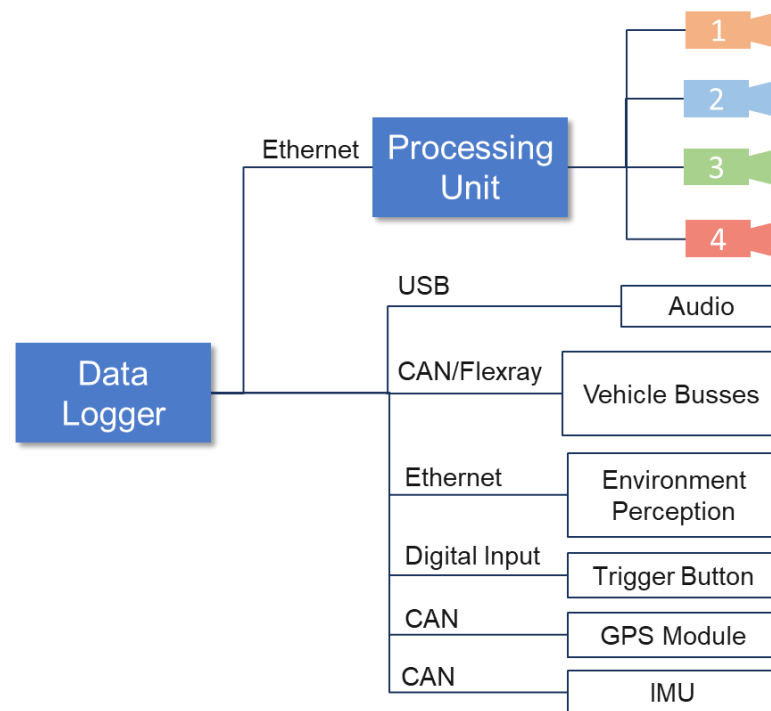 1
Ethernet
Processing
Unit
2
3
4
USB
Audio
Data
Logger
CAN/Flexray
Vehicle Busses
Ethernet
Environment
Perception
Digital Input
Trigger Button
CAN
GPS Module
CAN
IMU